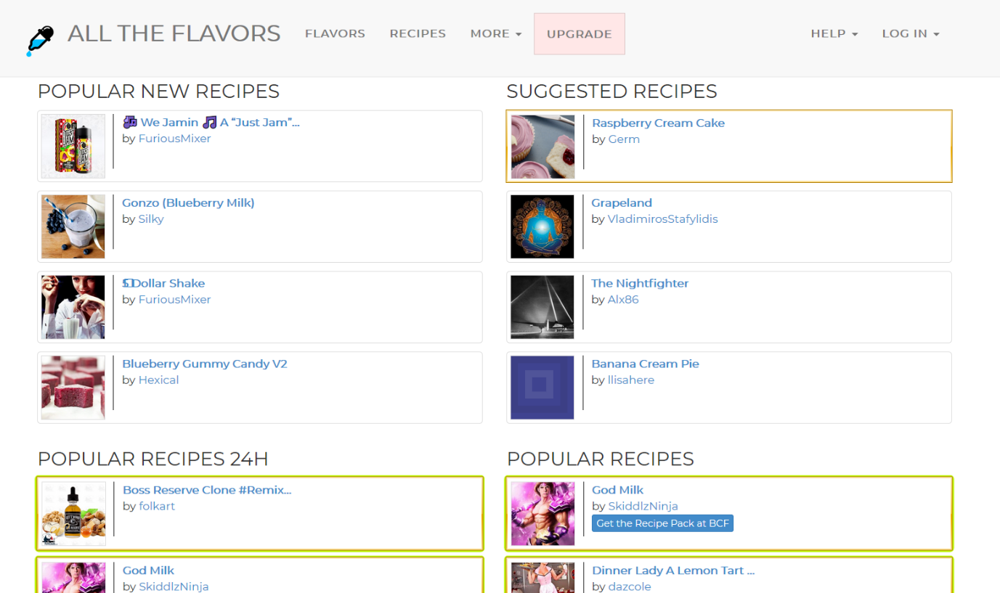 ALL THE FLAVORS
FLAVORS
RECIPES
MORE
UPGRADE
HELP
LOG IN
POPULAR NEW RECIPES
🎶 We Jamin 🎵 A “Just Jam”...
by FuriousMixer
Gonzo (Blueberry Milk)
by Silky
5 Dollar Shake
by FuriousMixer
Blueberry Gummy Candy V2
by Hexical
SUGGESTED RECIPES
Raspberry Cream Cake
by Germ
Grapeland
by VladimirosStafylidis
The Nightfighter
by Alx86
Banana Cream Pie
by llisahere
POPULAR RECIPES 24H
Boss Reserve Clone #Remix...
by folkart
God Milk
by SkiddlzNinja
POPULAR RECIPES
God Milk
by SkiddlzNinja
Get the Recipe Pack at BCF
Dinner Lady A Lemon Tart ...
by dazcole